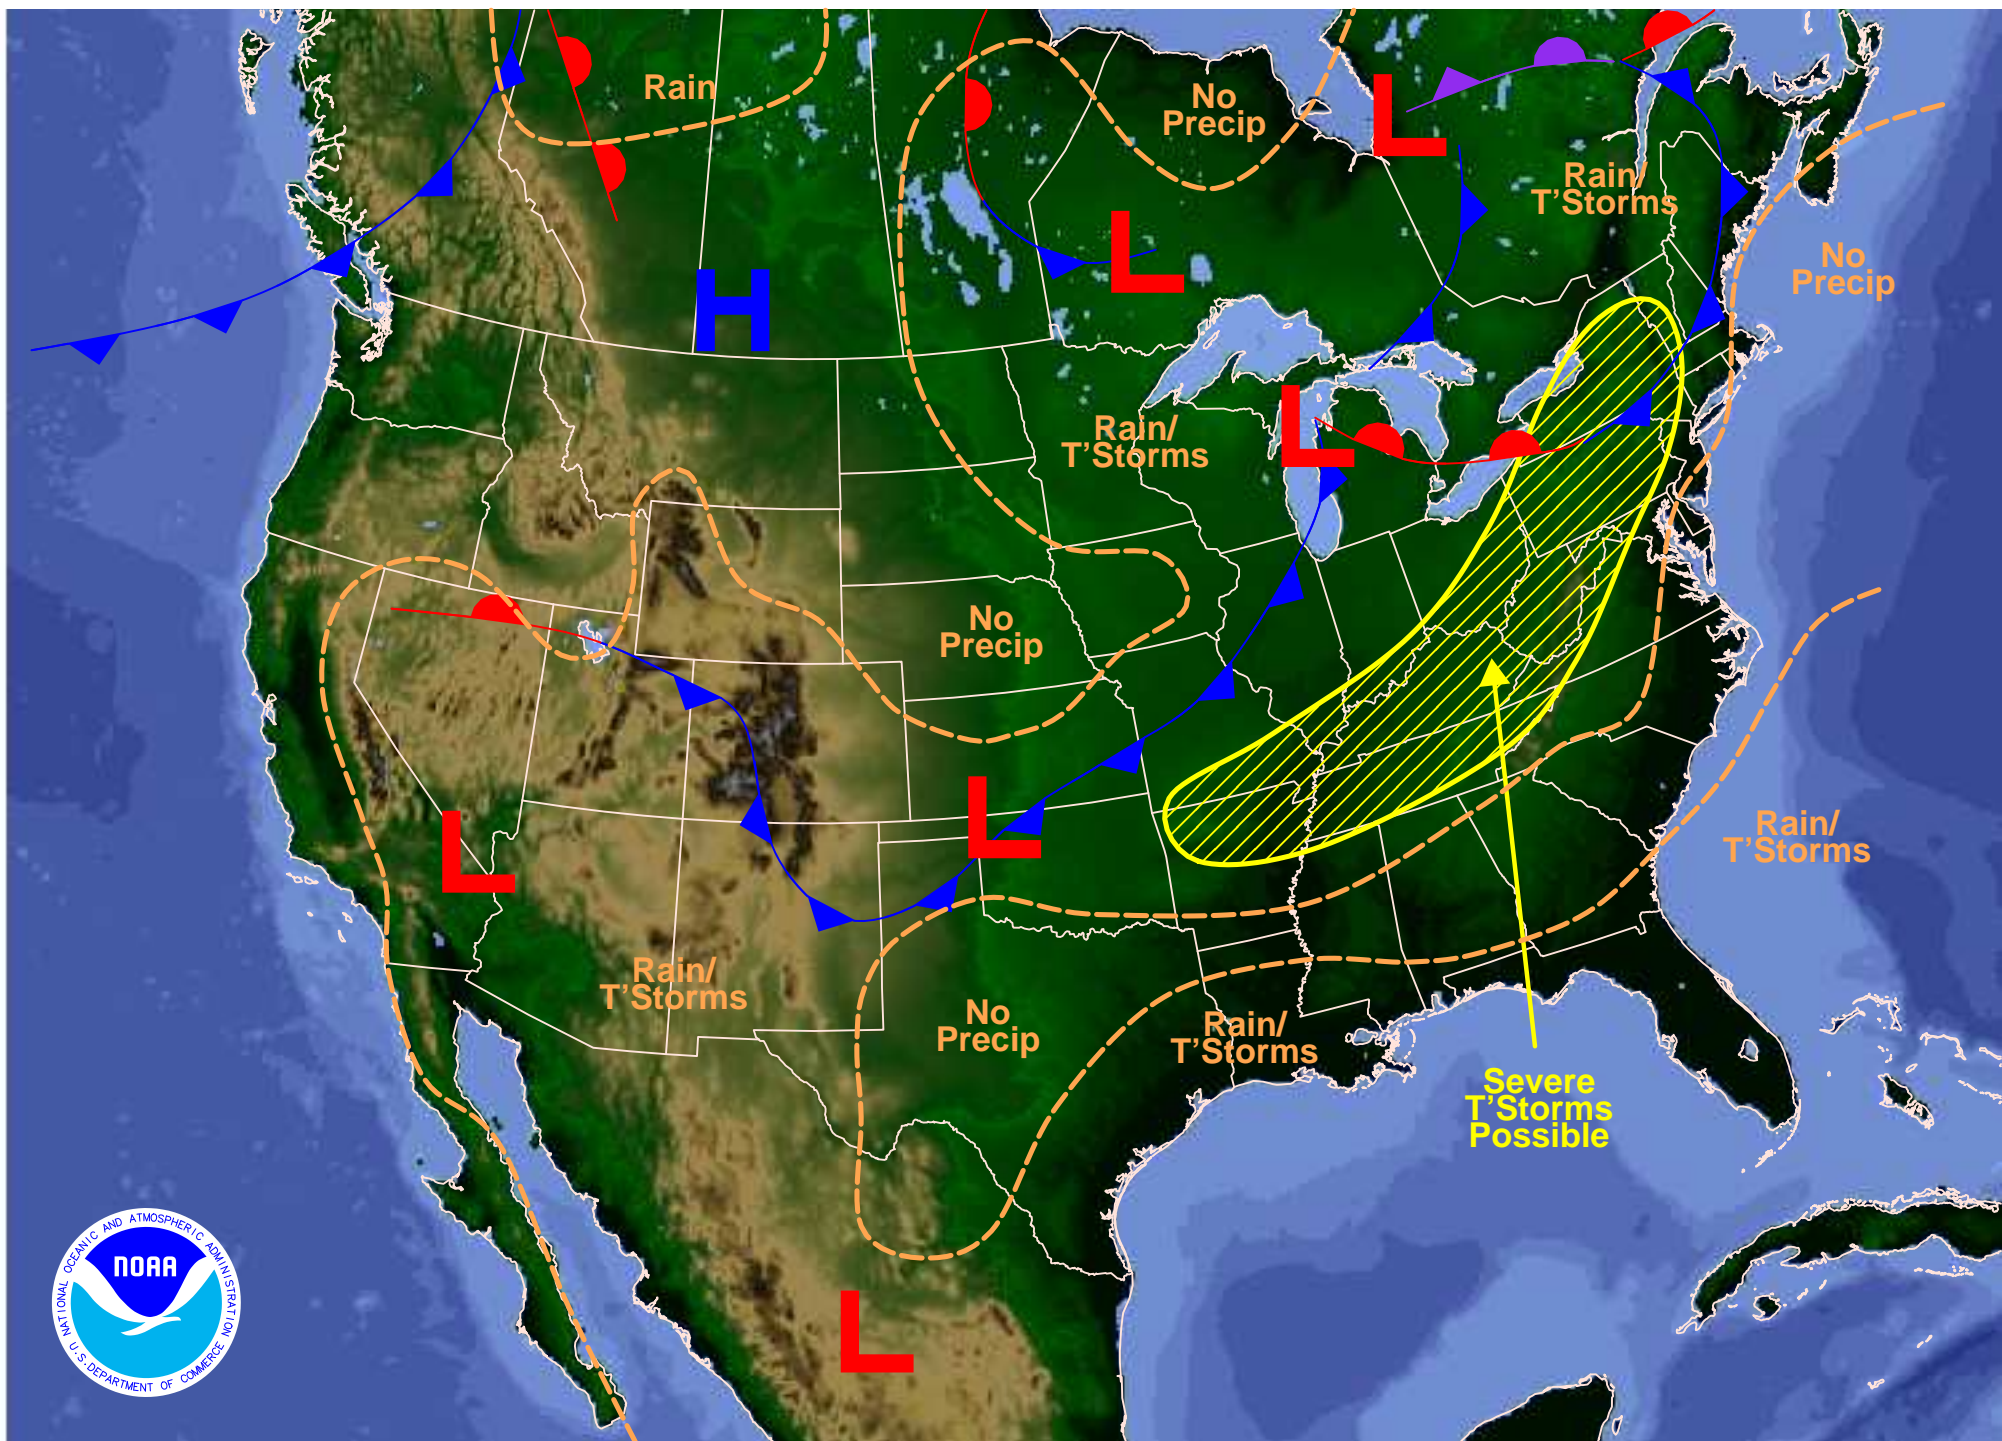 Rain
No
Precip
Rain/
T'Storms
No
Precip
H
L
L
L
Rain/
T'Storms
No
Precip
L
L
Rain/
T'Storms
Rain/
T'Storms
No
Precip
Rain/
T'Storms
Severe
T'Storms
Possible
L
NATIONAL OCEANIC AND ATMOSPHERIC ADMINISTRATION
NOAA
U.S. DEPARTMENT OF COMMERCE